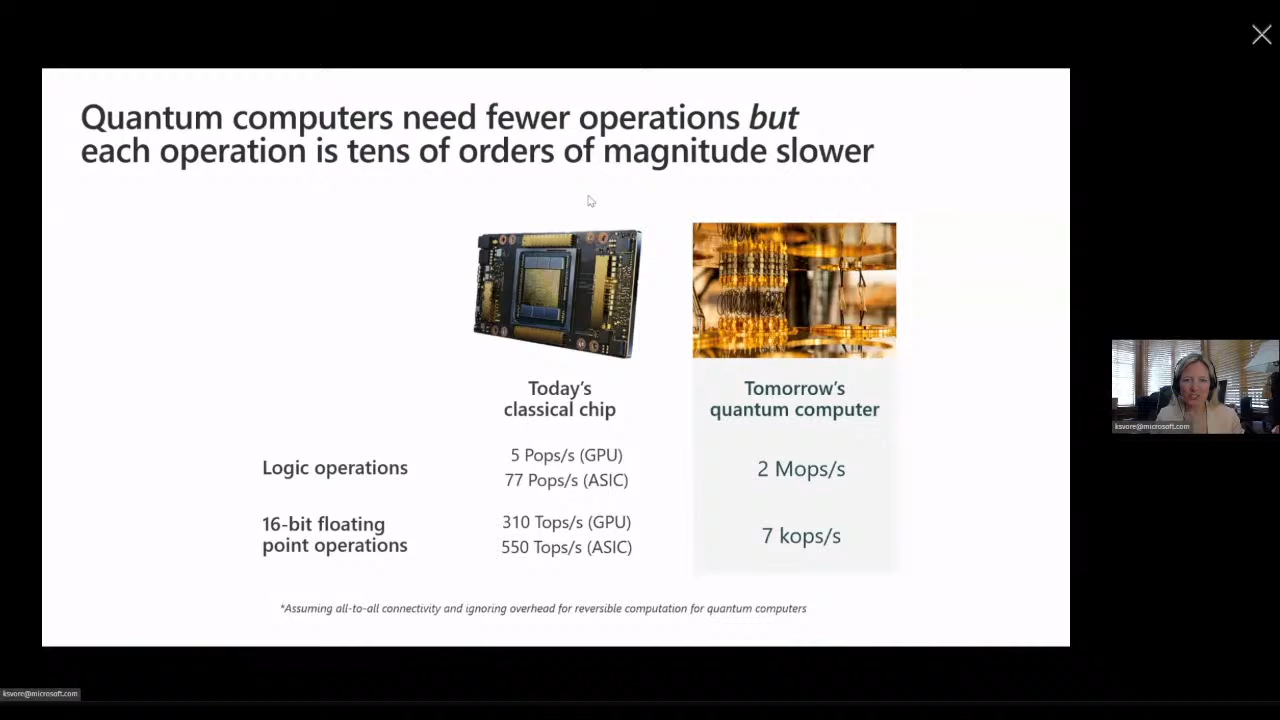 Quantum computers need fewer operations but
each operation is tens of orders of magnitude slower
Today's
classical chip
Tomorrow's
quantum computer
Logic operations
5 Pops/s (GPU)
77 Pops/s (ASIC)
2 Mops/s
16-bit floating
point operations
310 Tops/s (GPU)
550 Tops/s (ASIC)
7 kops/s
*Assuming all-to-all connectivity and ignoring overhead for reversible computation for quantum computers
ksvore@microsoft.com
ksvore@microsoft.com